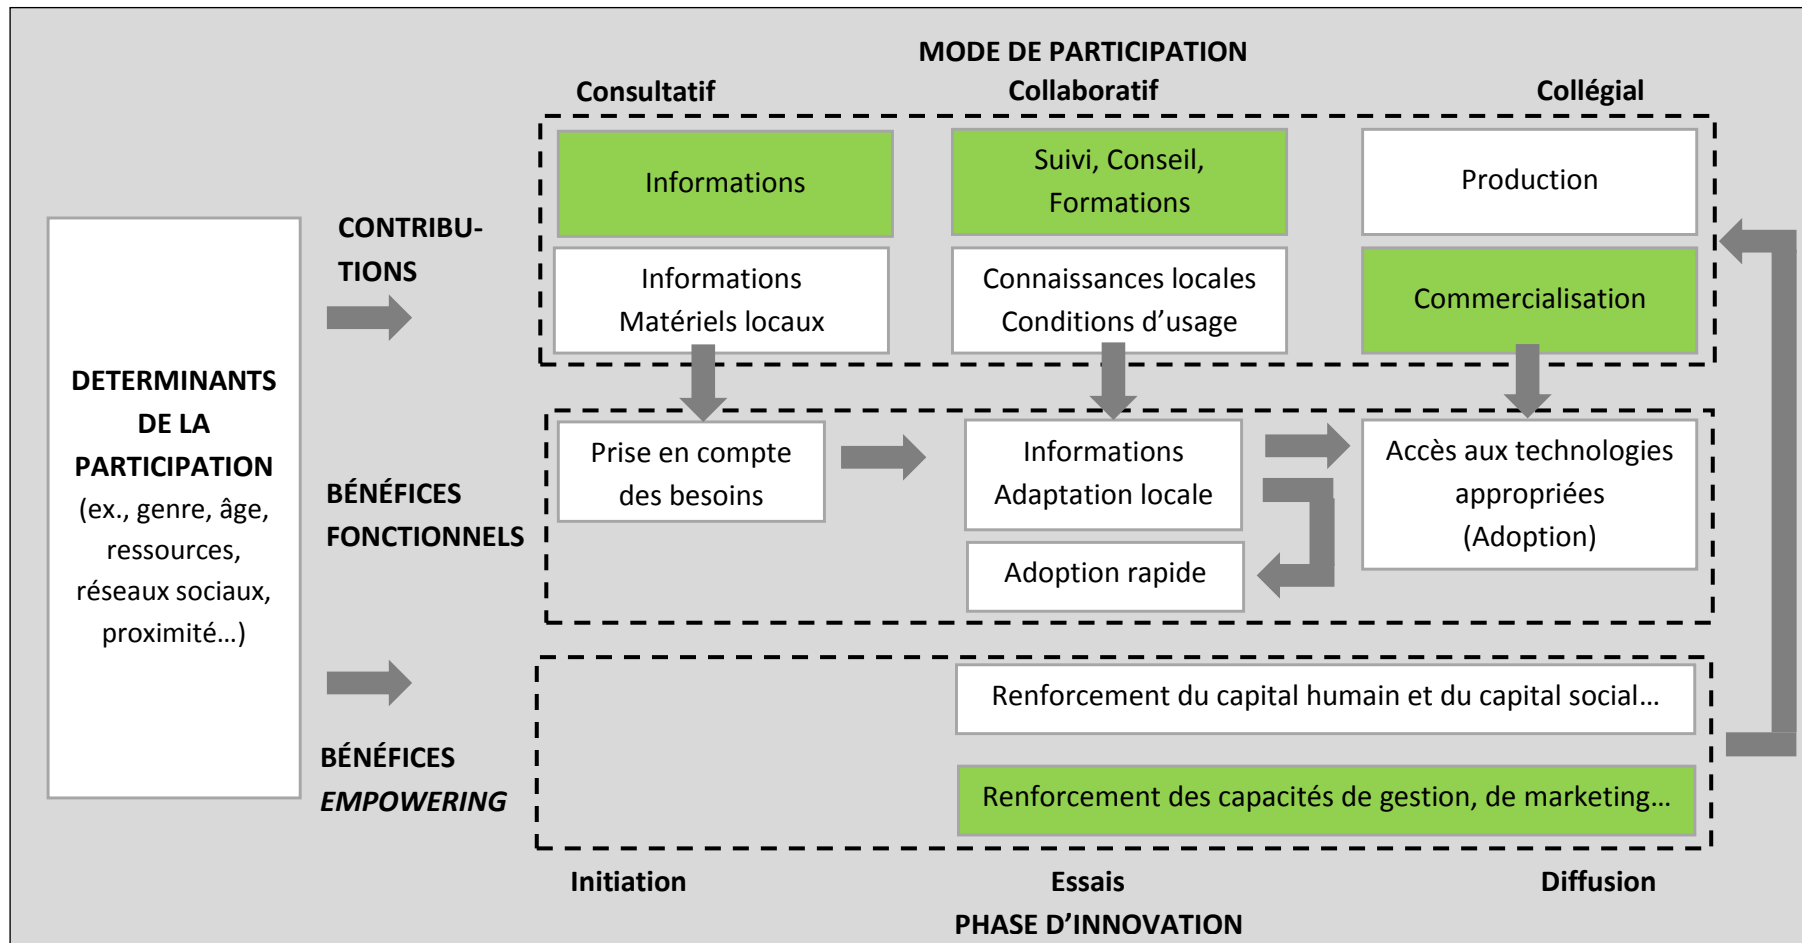 MODE DE PARTICIPATION
Consultatif
Collaboratif
Collégial
Informations
Suivi, Conseil,
Formations
Production
CONTRIBU-
TIONS
Informations
Matériels locaux
Connaissances locales
Conditions d’usage
Commercialisation
DETERMINANTS
DE LA
PARTICIPATION
(ex., genre, âge,
ressources,
réseaux sociaux,
proximité…)
BÉNÉFICES
FONCTIONNELS
Prise en compte
des besoins
Informations
Adaptation locale
Adoption rapide
Accès aux technologies
appropriées
(Adoption)
BÉNÉFICES
EMPOWERING
Renforcement du capital humain et du capital social…
Renforcement des capacités de gestion, de marketing…
Initiation
Essais
Diffusion
PHASE D’INNOVATION